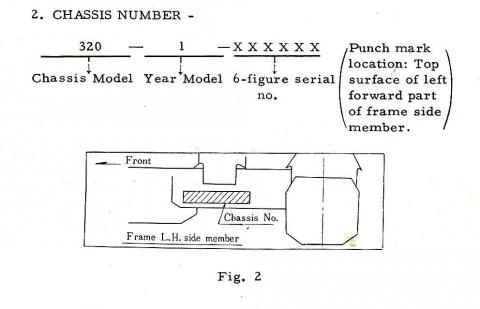 2. CHASSIS NUMBER -
320 — 1 — X X X X X X
Chassis Model Year Model 6-figure serial no.
(Punch mark
location: Top
surface of left
forward part
of frame side
member.)
Front
Chassis No.
Frame L.H. side member
Fig. 2